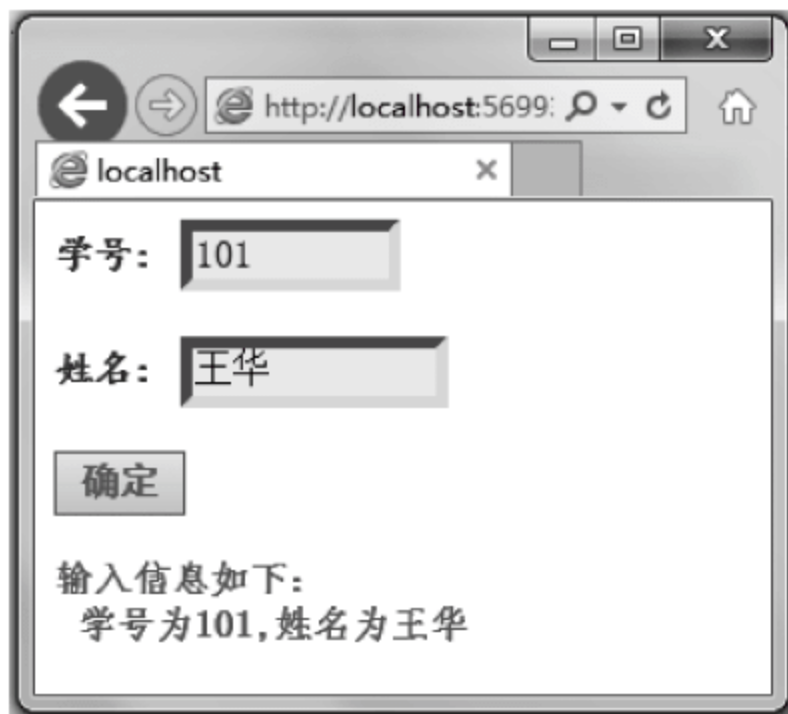 http://localhost:5699
localhost
学号： 101
姓名： 王华
确定
输入信息如下：
学号为101,姓名为王华